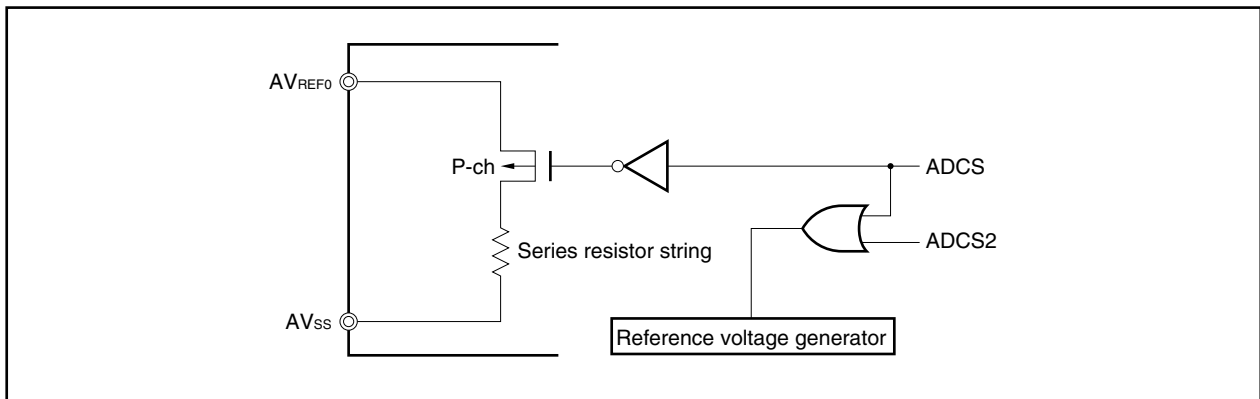 AVREF0
P-ch
ADCS
ADCS2
Series resistor string
AVSS
Reference voltage generator